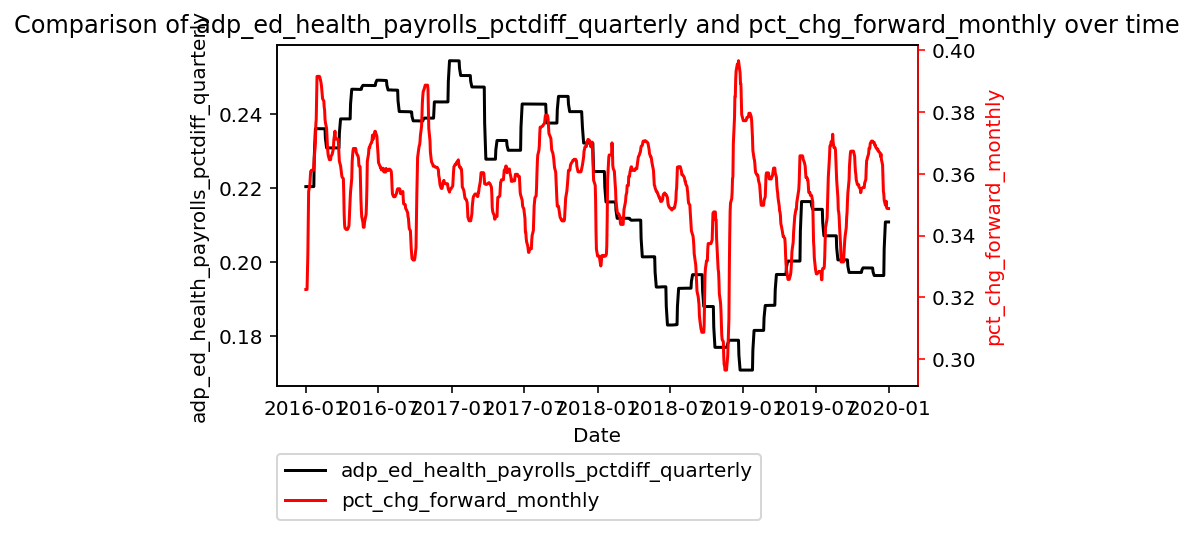 Comparison of adp_ed_health_payrolls_pctdiff_quarterly and pct_chg_forward_monthly over time
adp_ed_health_payrolls_pctdiff_quarterly
0.24
0.22
0.20
0.18
0.40
0.38
0.36
0.34
0.32
0.30
pct_chg_forward_monthly
2016-01 2016-07 2017-01 2017-07 2018-01 2018-07 2019-01 2019-07 2020-01
Date
adp_ed_health_payrolls_pctdiff_quarterly
pct_chg_forward_monthly